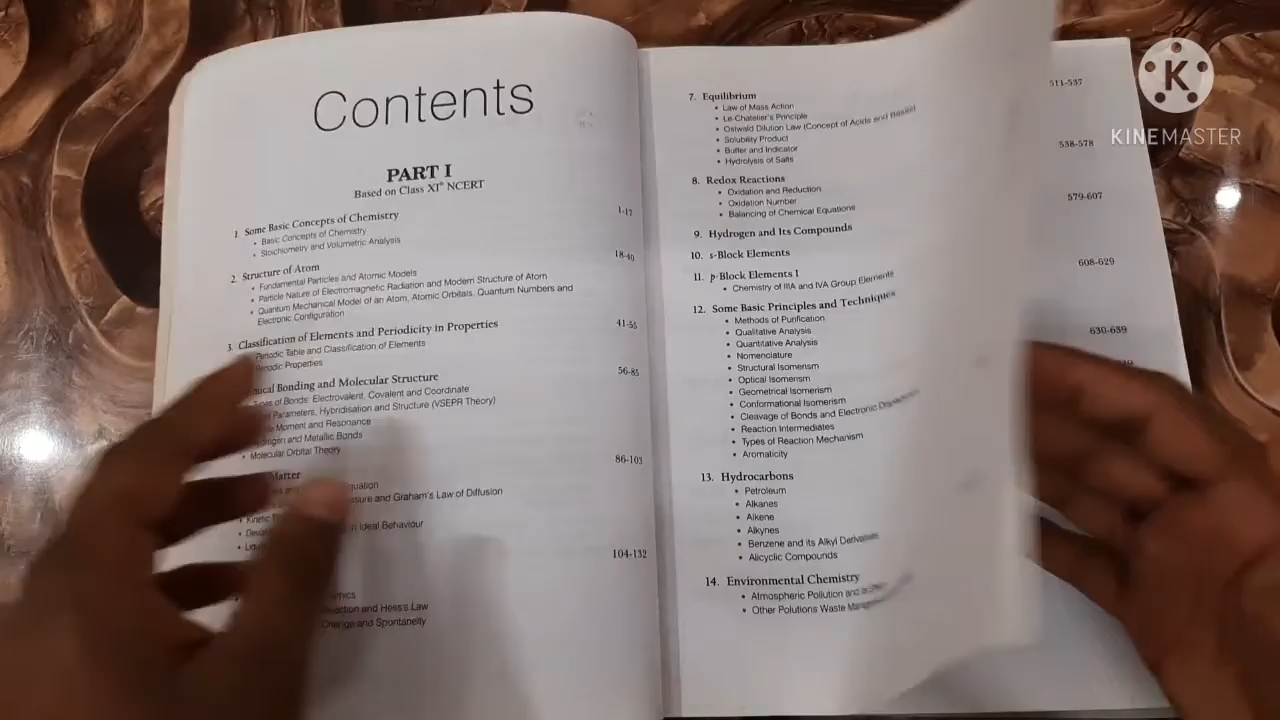 Contents
PART I
Based on Class XIth NCERT
1. Some Basic Concepts of Chemistry 1-17
• Basic Concepts of Chemistry
• Stoichiometry and Volumetric Analysis
2. Structure of Atom 18-40
• Fundamental Particles and Atomic Models
• Particle Nature of Electromagnetic Radiation and Modern Structure of Atom
• Quantum Mechanical Model of an Atom, Atomic Orbitals, Quantum Numbers and
Electronic Configuration
3. Classification of Elements and Periodicity in Properties 41-55
Periodic Table and Classification of Elements
Periodic Properties
Bonding and Molecular Structure 56-85
of Bonds: Electrovalent, Covalent and Coordinate
Parameters, Hybridisation and Structure (VSEPR Theory)
Moment and Resonance
and Metallic Bonds
• Molecular Orbital Theory
Matter 86-103
and Graham's Law of Diffusion
• Kinetic
Ideal Behaviour
104-132
and Hess's Law
Change and Spontaneity
7. Equilibrium
• Law of Mass Action
• Le-Chatelier's Principle
• Ostwald Dilution Law (Concept of Acids and Bases)
• Solubility Product
• Buffer and Indicator
• Hydrolysis of Salts
8. Redox Reactions
• Oxidation and Reduction
• Oxidation Number
• Balancing of Chemical Equations
9. Hydrogen and Its Compounds
10. s-Block Elements
11. p-Block Elements I
• Chemistry of IIIA and IVA Group Elements
12. Some Basic Principles and Techniques
• Methods of Purification
• Qualitative Analysis
• Quantitative Analysis
• Nomenclature
• Structural Isomerism
• Optical Isomerism
• Geometrical Isomerism
• Conformational Isomerism
• Cleavage of Bonds and Electronic
• Reaction Intermediates
• Types of Reaction Mechanism
• Aromaticity
13. Hydrocarbons
• Petroleum
• Alkanes
• Alkene
• Alkynes
• Benzene and its Alkyl Derivatives
• Alicyclic Compounds
14. Environmental Chemistry
• Atmospheric Pollution and
• Other Polutions Waste
511-537
538-578
579-607
608-629
630-639
K
KINEMASTER